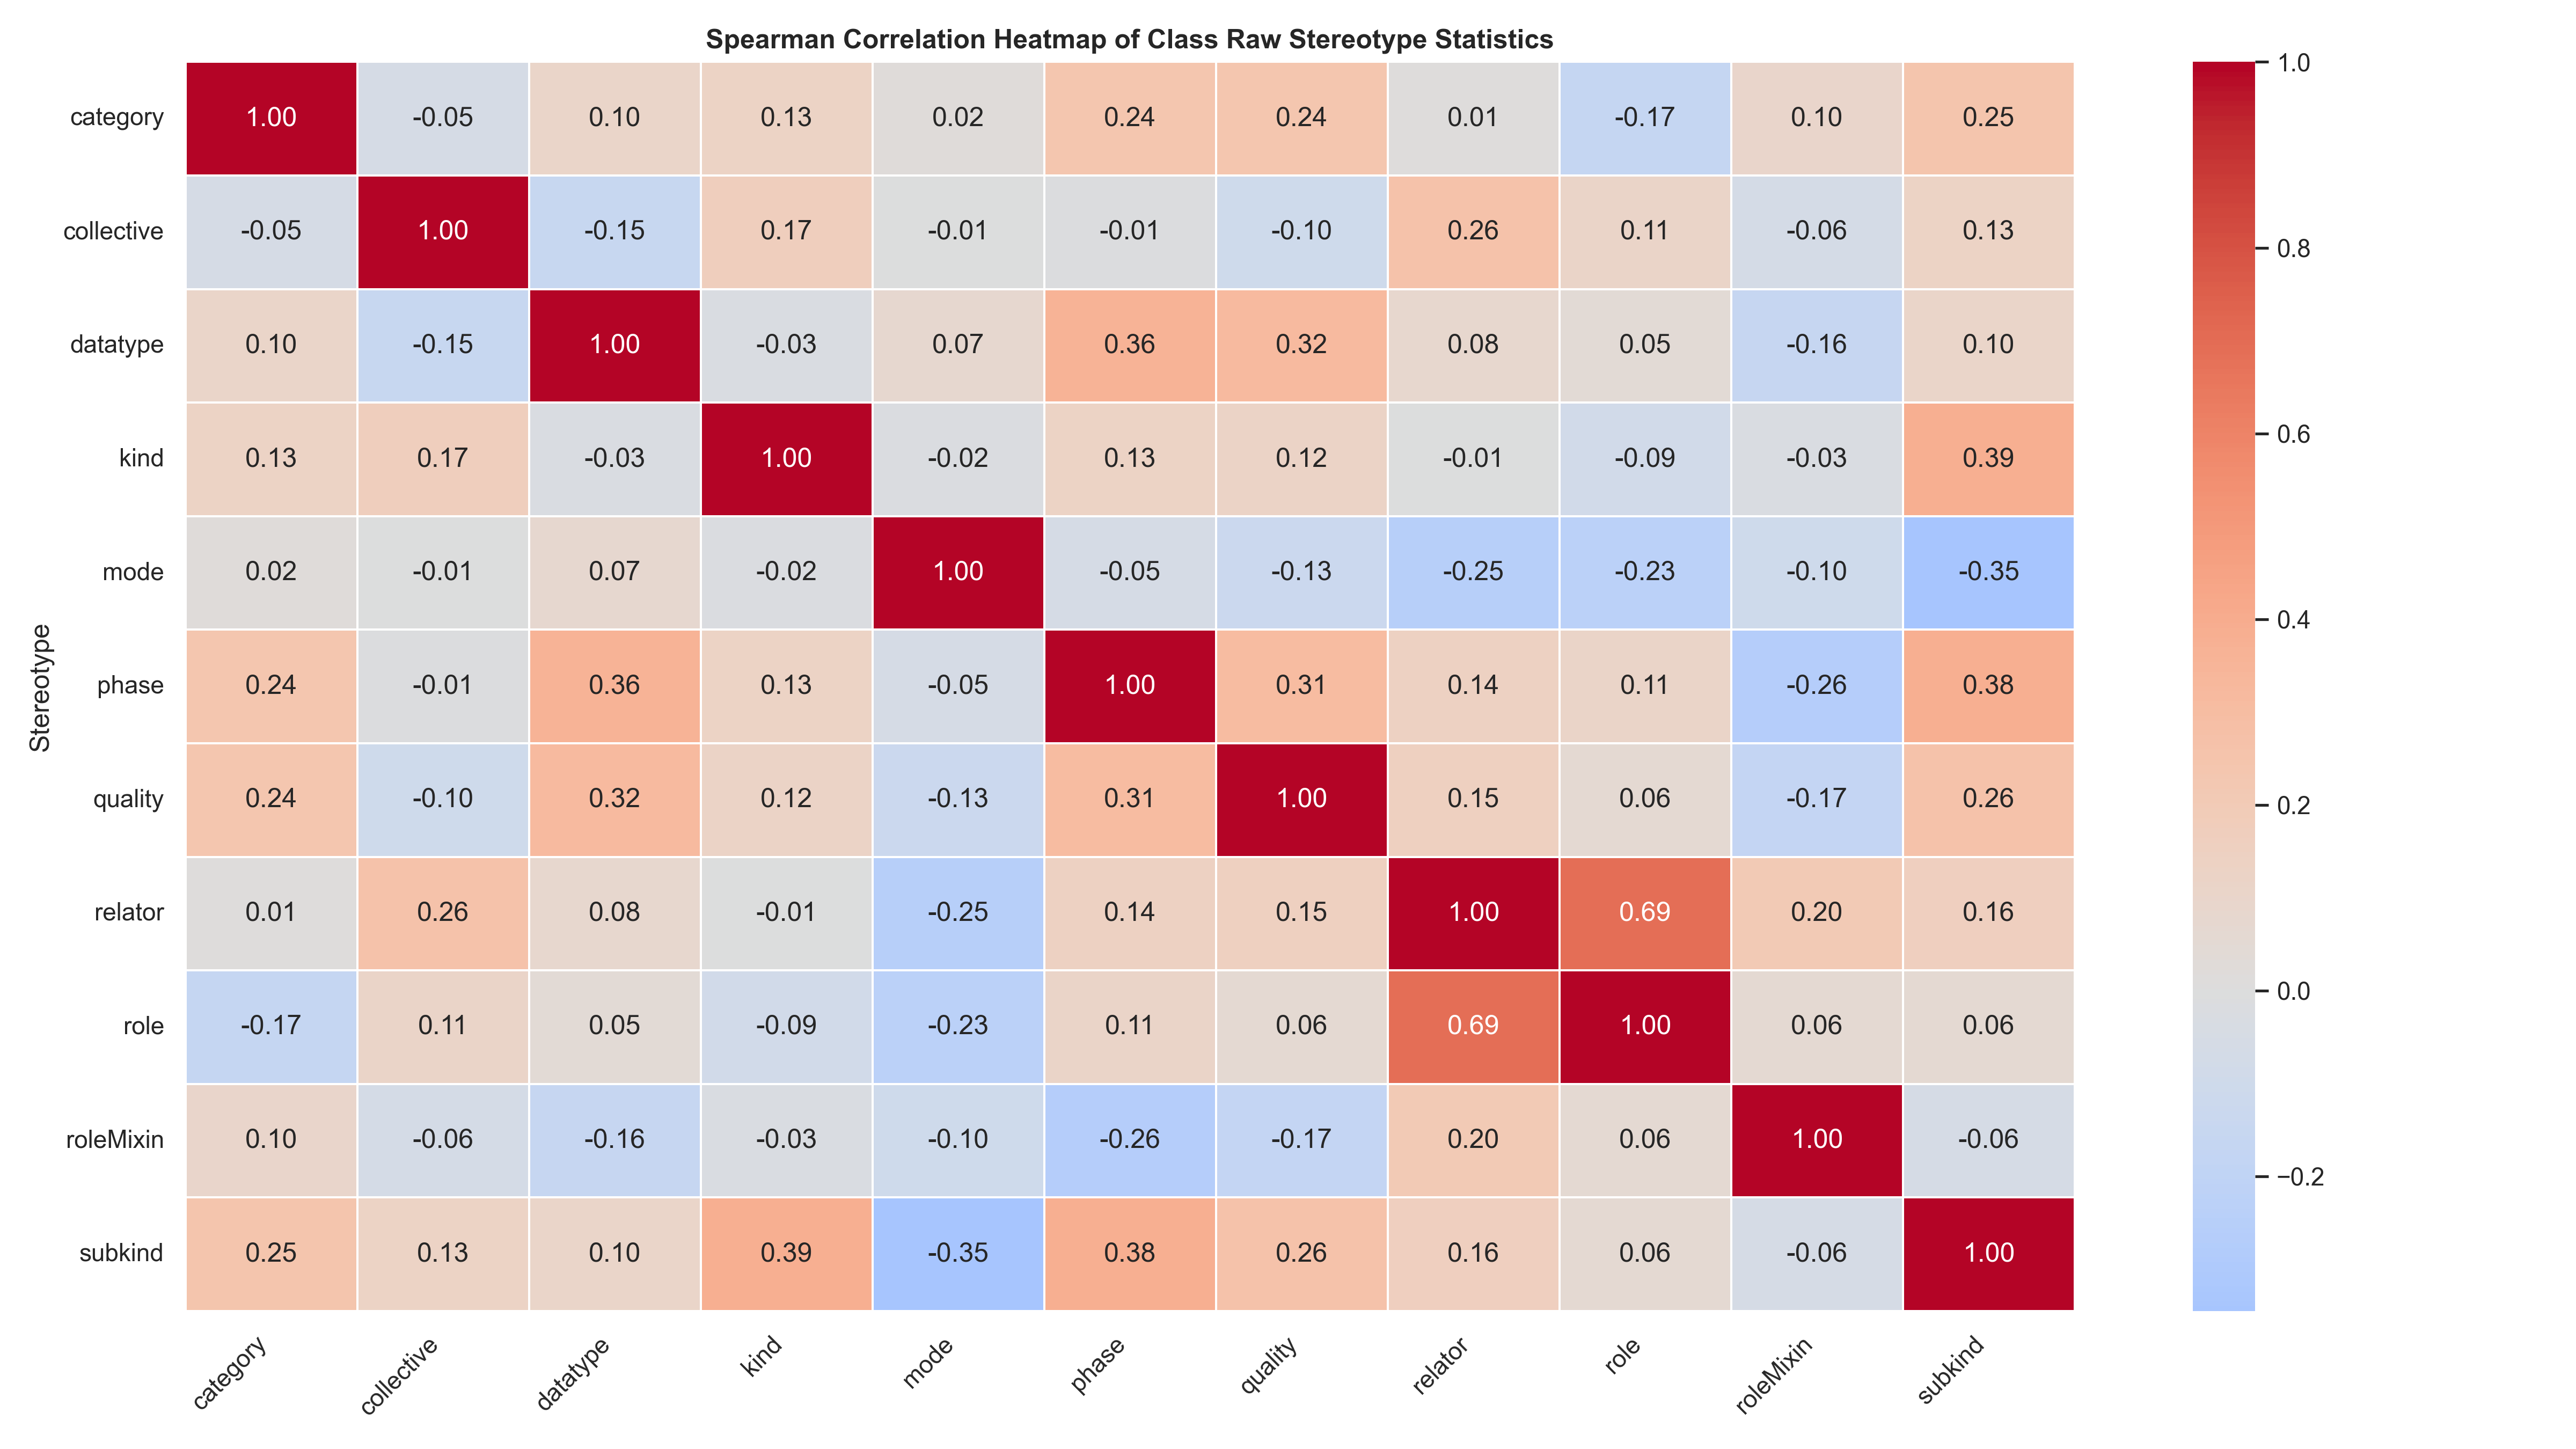 Spearman Correlation Heatmap of Class Raw Stereotype Statistics
category 1.00 -0.05 0.10 0.13 0.02 0.24 0.24 0.01 -0.17 0.10 0.25
collective -0.05 1.00 -0.15 0.17 -0.01 -0.01 -0.10 0.26 0.11 -0.06 0.13
datatype 0.10 -0.15 1.00 -0.03 0.07 0.36 0.32 0.08 0.05 -0.16 0.10
kind 0.13 0.17 -0.03 1.00 -0.02 0.13 0.12 -0.01 -0.09 -0.03 0.39
mode 0.02 -0.01 0.07 -0.02 1.00 -0.05 -0.13 -0.25 -0.23 -0.10 -0.35
phase 0.24 -0.01 0.36 0.13 -0.05 1.00 0.31 0.14 0.11 -0.26 0.38
quality 0.24 -0.10 0.32 0.12 -0.13 0.31 1.00 0.15 0.06 -0.17 0.26
relator 0.01 0.26 0.08 -0.01 -0.25 0.14 0.15 1.00 0.69 0.20 0.16
role -0.17 0.11 0.05 -0.09 -0.23 0.11 0.06 0.69 1.00 0.06 0.06
roleMixin 0.10 -0.06 -0.16 -0.03 -0.10 -0.26 -0.17 0.20 0.06 1.00 -0.06
subkind 0.25 0.13 0.10 0.39 -0.35 0.38 0.26 0.16 0.06 -0.06 1.00
Stereotype
category collective datatype kind mode phase quality relator role roleMixin subkind
1.0
0.8
0.6
0.4
0.2
0.0
−0.2